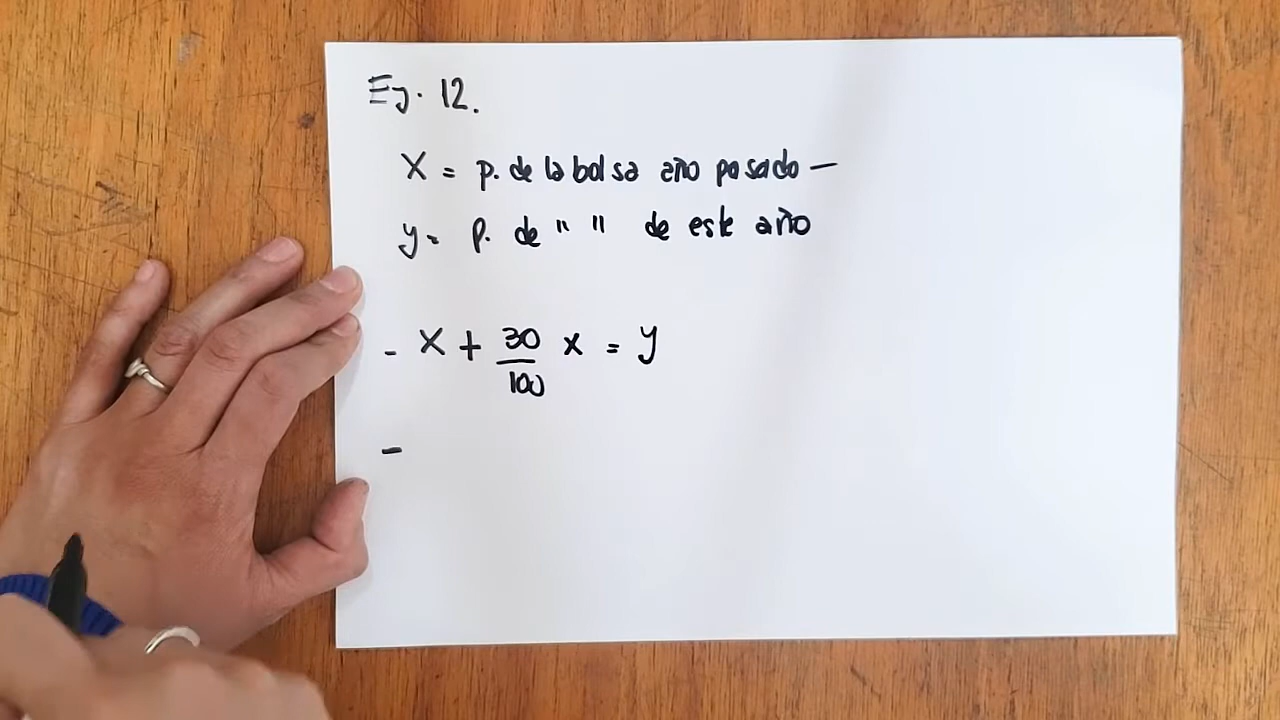 Ej. 12.
X = p. de la bolsa año pasado —
y = p. de " " de este año
- X + 30/100 x = y
-